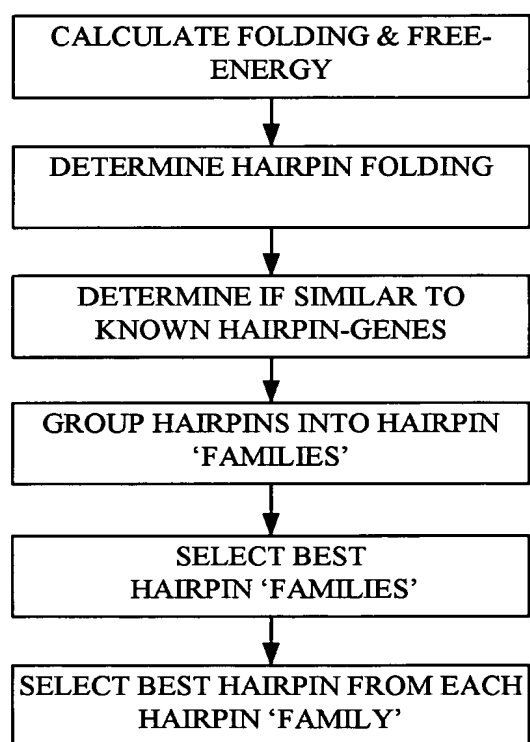 CALCULATE FOLDING & FREE-
ENERGY
DETERMINE HAIRPIN FOLDING
DETERMINE IF SIMILAR TO
KNOWN HAIRPIN-GENES
GROUP HAIRPINS INTO HAIRPIN
‘FAMILIES’
SELECT BEST
HAIRPIN ‘FAMILIES’
SELECT BEST HAIRPIN FROM EACH
HAIRPIN ‘FAMILY’